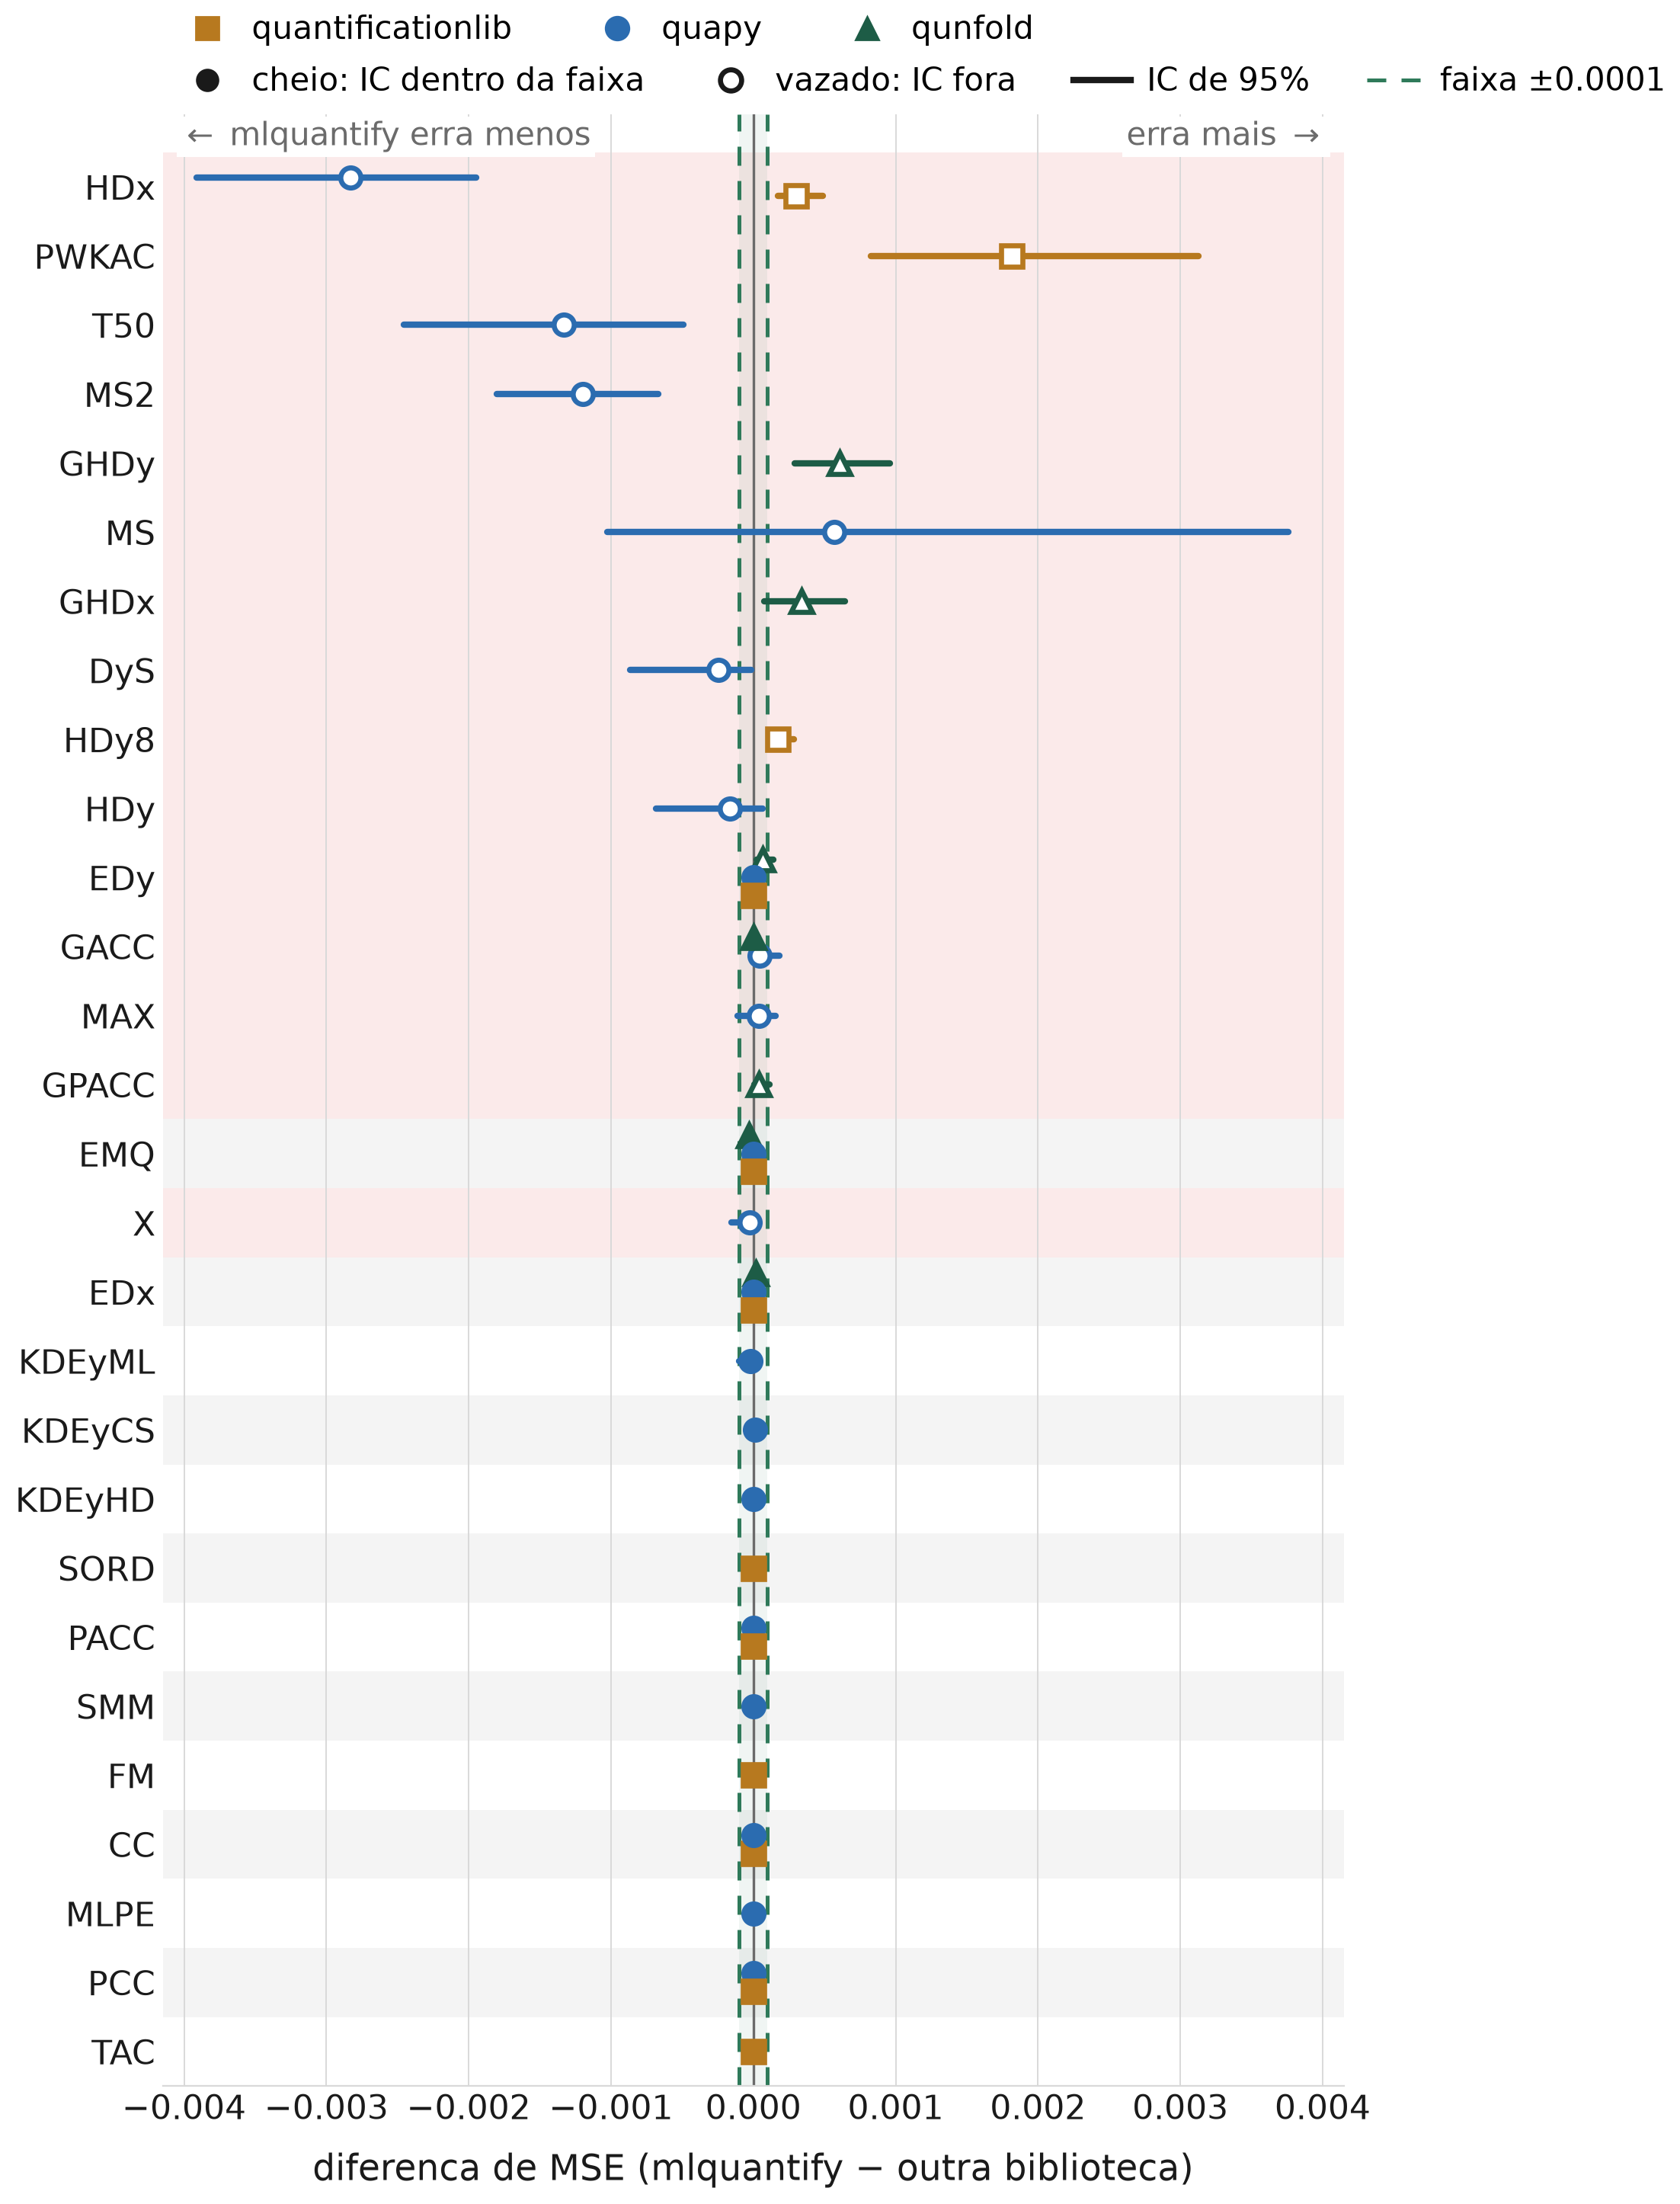 quantificationlib quapy qunfold
cheio: IC dentro da faixa vazado: IC fora IC de 95% faixa ±0.0001
← mlquantify erra menos erra mais →
HDx
PWKAC
T50
MS2
GHDy
MS
GHDx
DyS
HDy8
HDy
EDy
GACC
MAX
GPACC
EMQ
X
EDx
KDEyML
KDEyCS
KDEyHD
SORD
PACC
SMM
FM
CC
MLPE
PCC
TAC
−0.004 −0.003 −0.002 −0.001 0.000 0.001 0.002 0.003 0.004
diferenca de MSE (mlquantify − outra biblioteca)